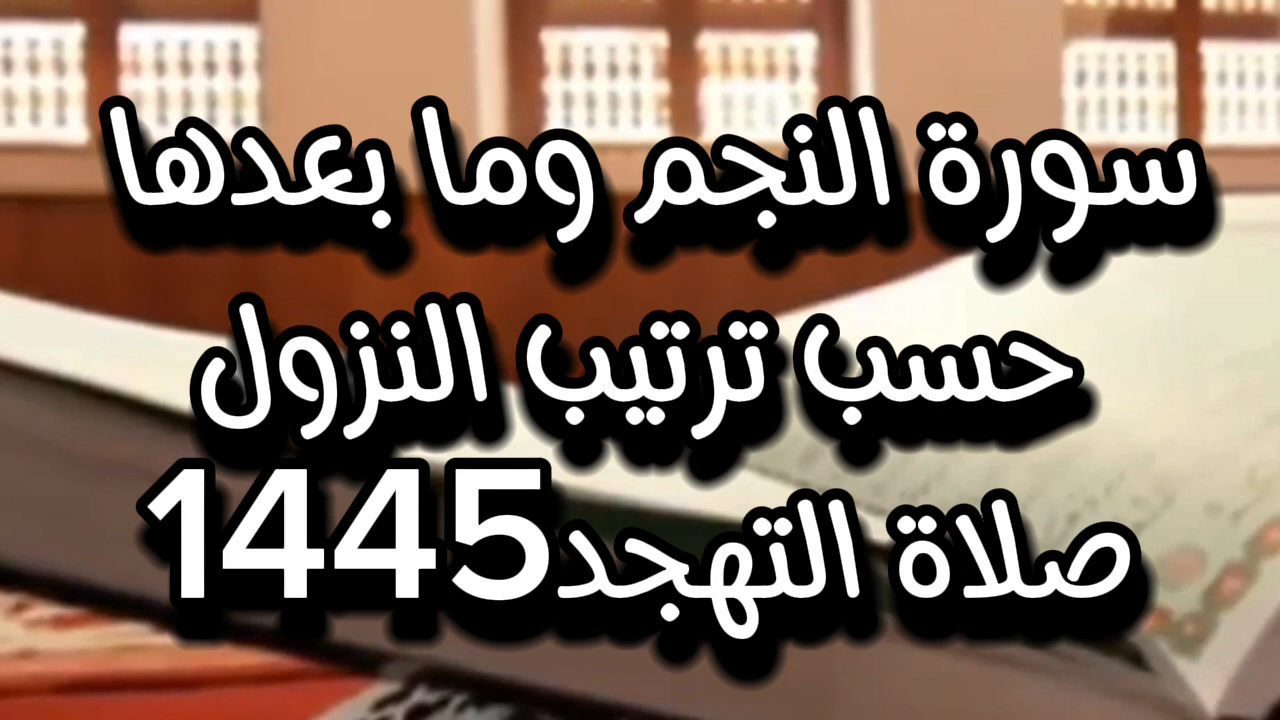 سورة النجم وما بعدها
حسب ترتيب النزول
صلاة التهجد1445